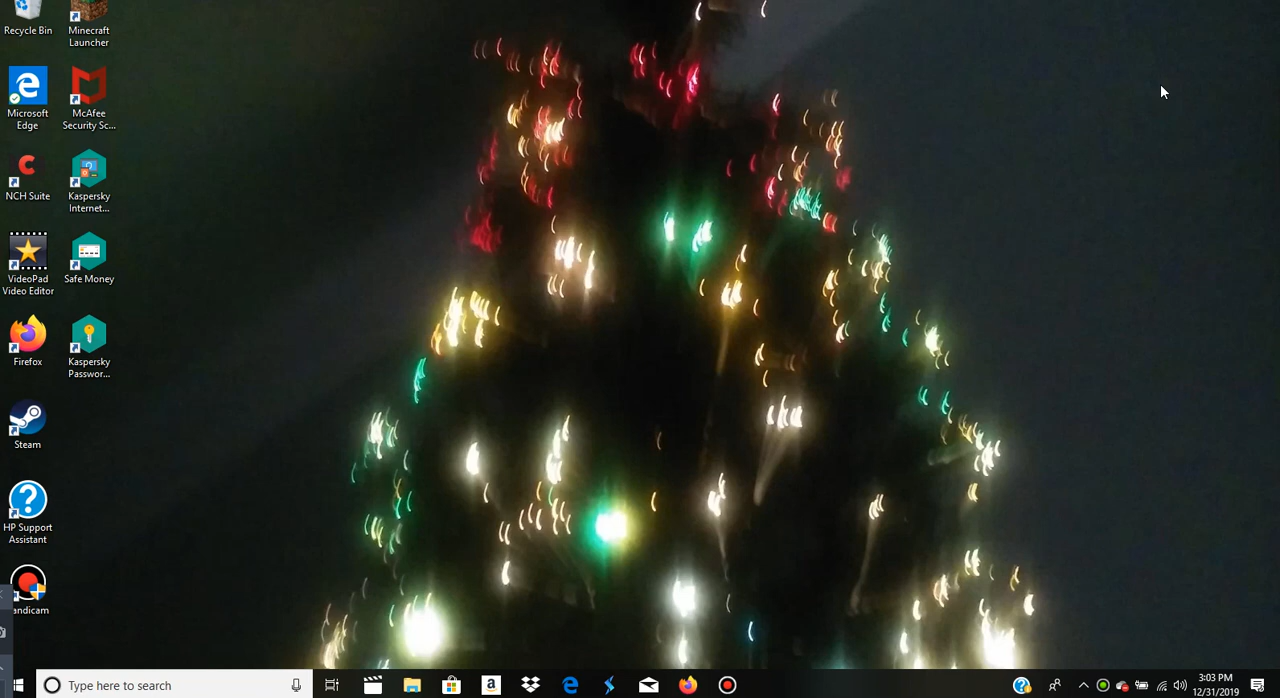 Recycle Bin
Minecraft
Launcher
Microsoft
Edge
McAfee
Security Sc...
NCH Suite
Kaspersky
Internet...
VideoPad
Video Editor
Safe Money
Firefox
Kaspersky
Passwor...
Steam
HP Support
Assistant
andicam
Type here to search
3:03 PM
12/31/2019